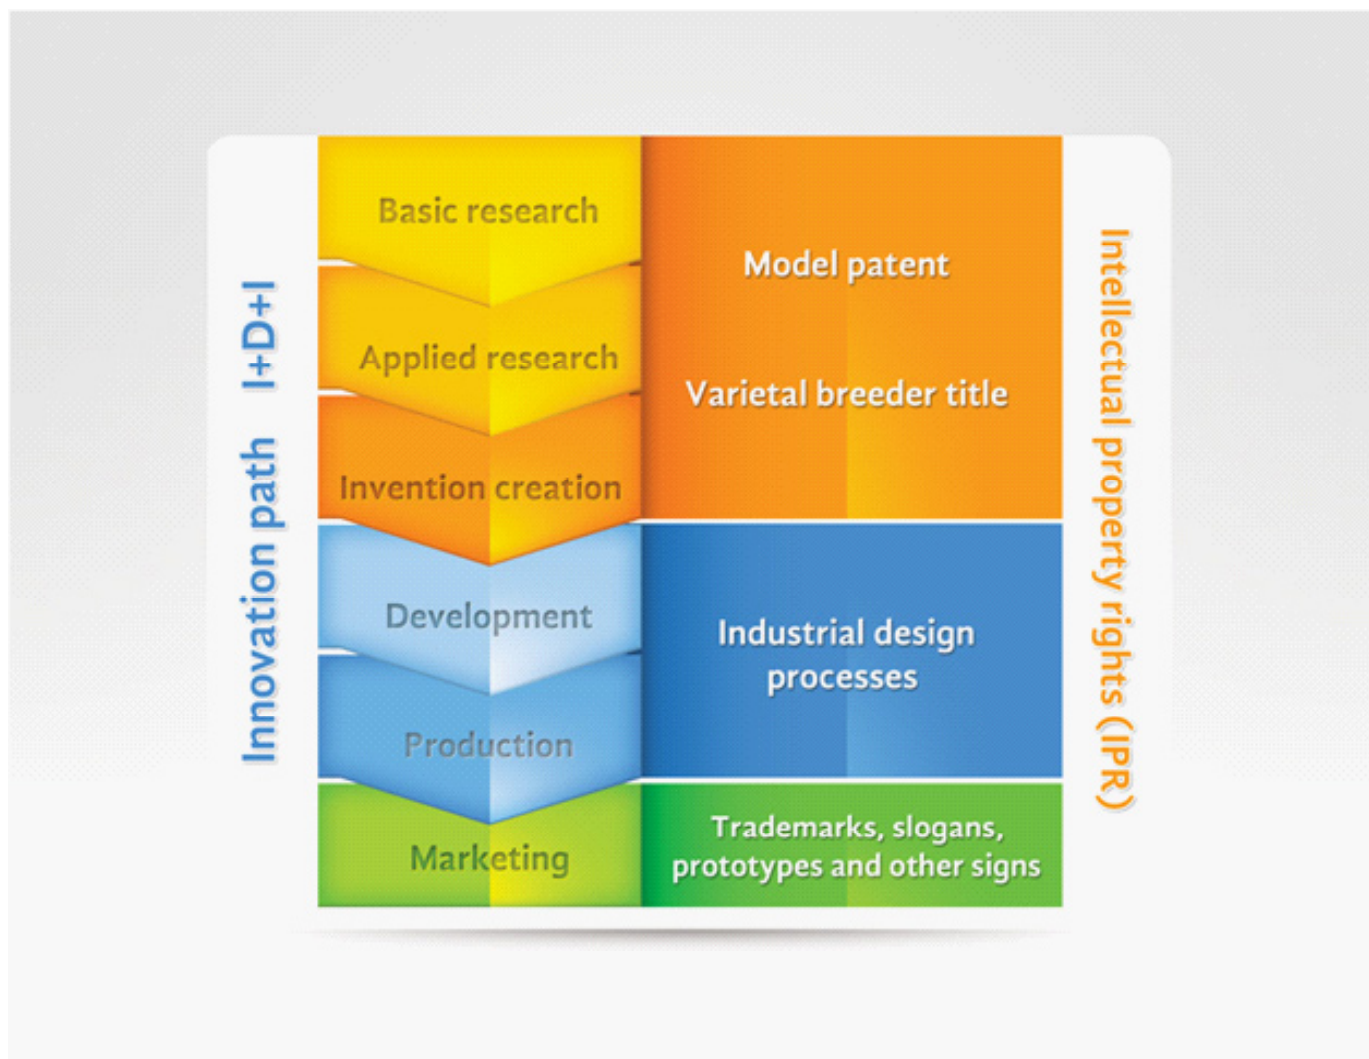 Innovation path I+D+I
Basic research
Applied research
Invention creation
Development
Production
Marketing
Model patent
Varietal breeder title
Industrial design
processes
Trademarks, slogans,
prototypes and other signs
Intellectual property rights (IPR)